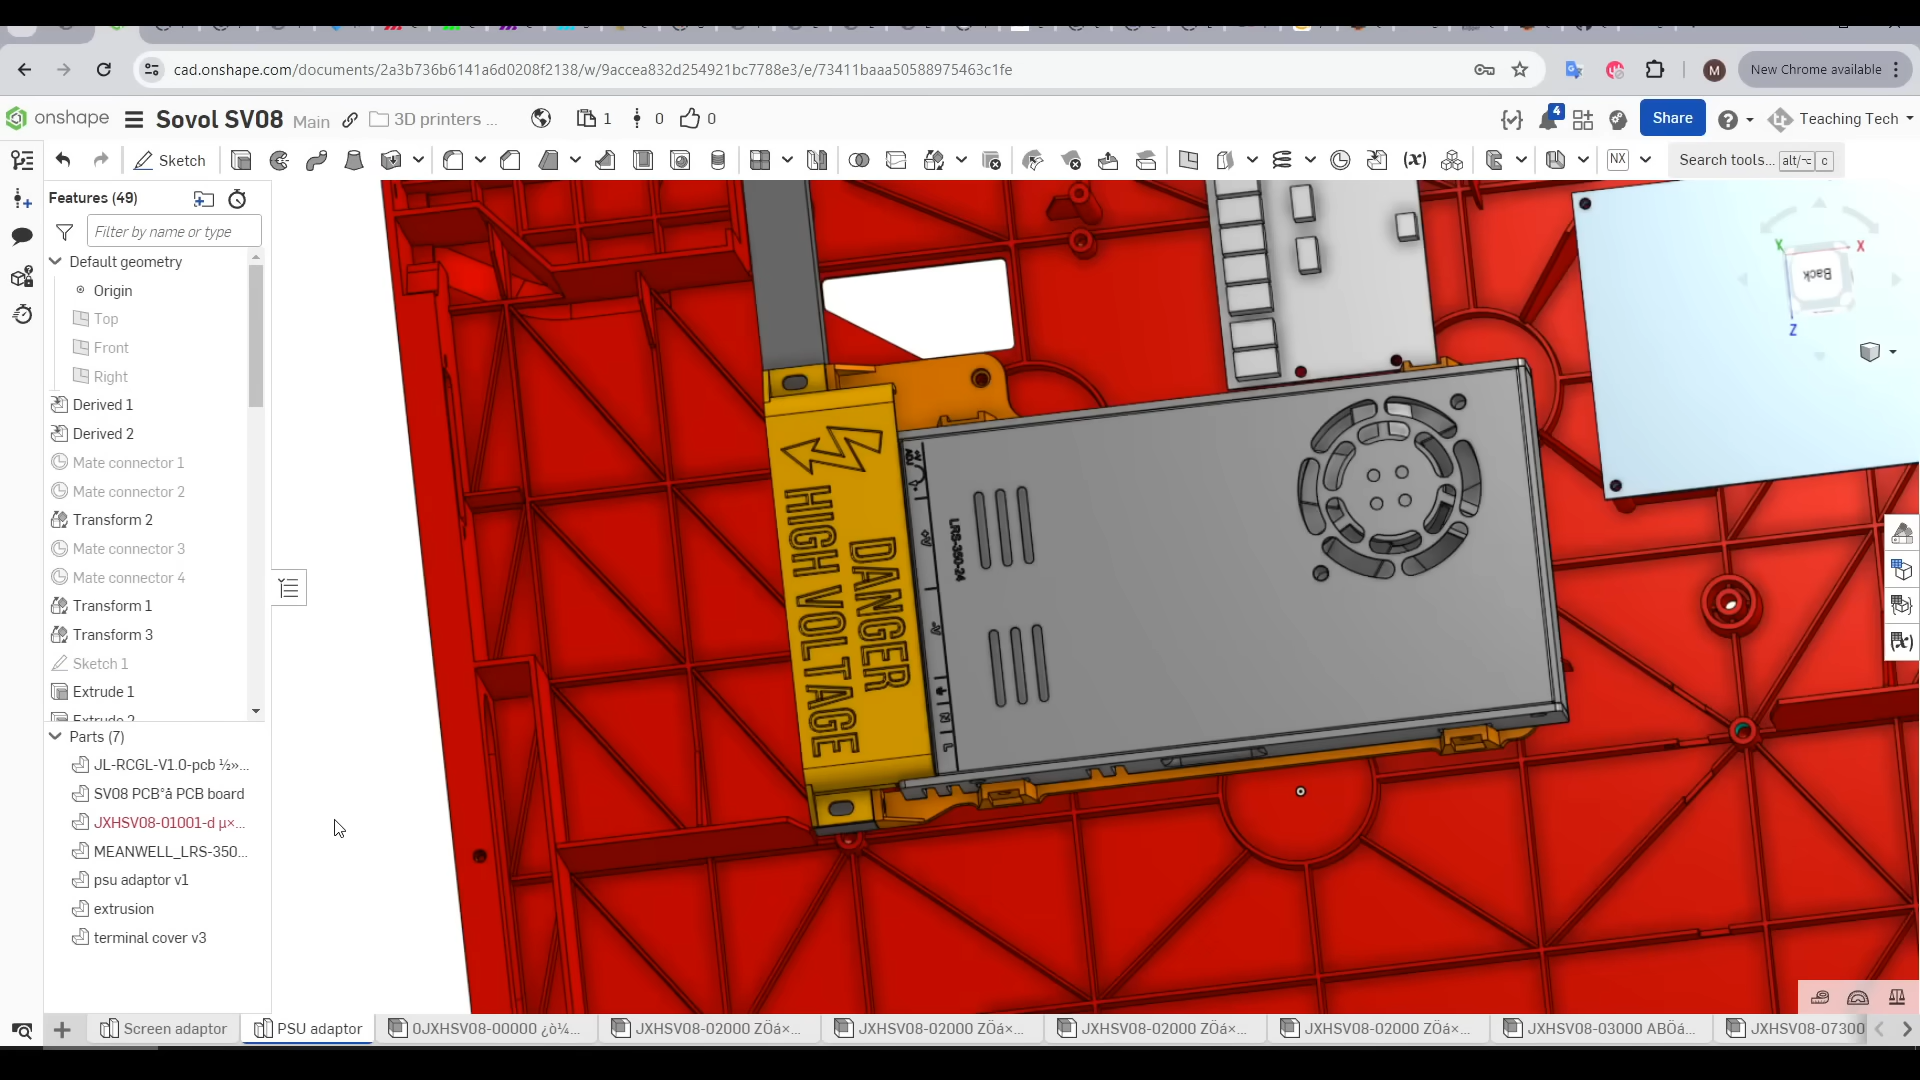 cad.onshape.com/documents/2a3b736b6141a6d0208f2138/w/9accea832d254921bc7788e3/e/73411baaa50588975463c1fe
M
New Chrome available
onshape
Sovol SV08
Main
3D printers ...
1
0
0
4
Share
Teaching Tech
Sketch
(x)
NX
Search tools...
alt/⌥
c
Features (49)
Filter by name or type
Default geometry
Origin
Top
Front
Right
Derived 1
Derived 2
Mate connector 1
Mate connector 2
Transform 2
Mate connector 3
Mate connector 4
Transform 1
Transform 3
Sketch 1
Extrude 1
Extrude 2
Parts (7)
JL-RCGL-V1.0-pcb ½»...
SV08 PCB°å PCB board
JXHSV08-01001-d µ×...
MEANWELL_LRS-350...
psu adaptor v1
extrusion
terminal cover v3
DANGER
HIGH VOLTAGE
LRS-350-24
+V
ADJ
+V
-V
N
L
Back
X
Y
Z
(x)
Screen adaptor
PSU adaptor
0JXHSV08-00000 ¿ò¼...
JXHSV08-02000 ZÖá×...
JXHSV08-02000 ZÖá×...
JXHSV08-02000 ZÖá×...
JXHSV08-02000 ZÖá×...
JXHSV08-03000 ABÖá...
JXHSV08-07300